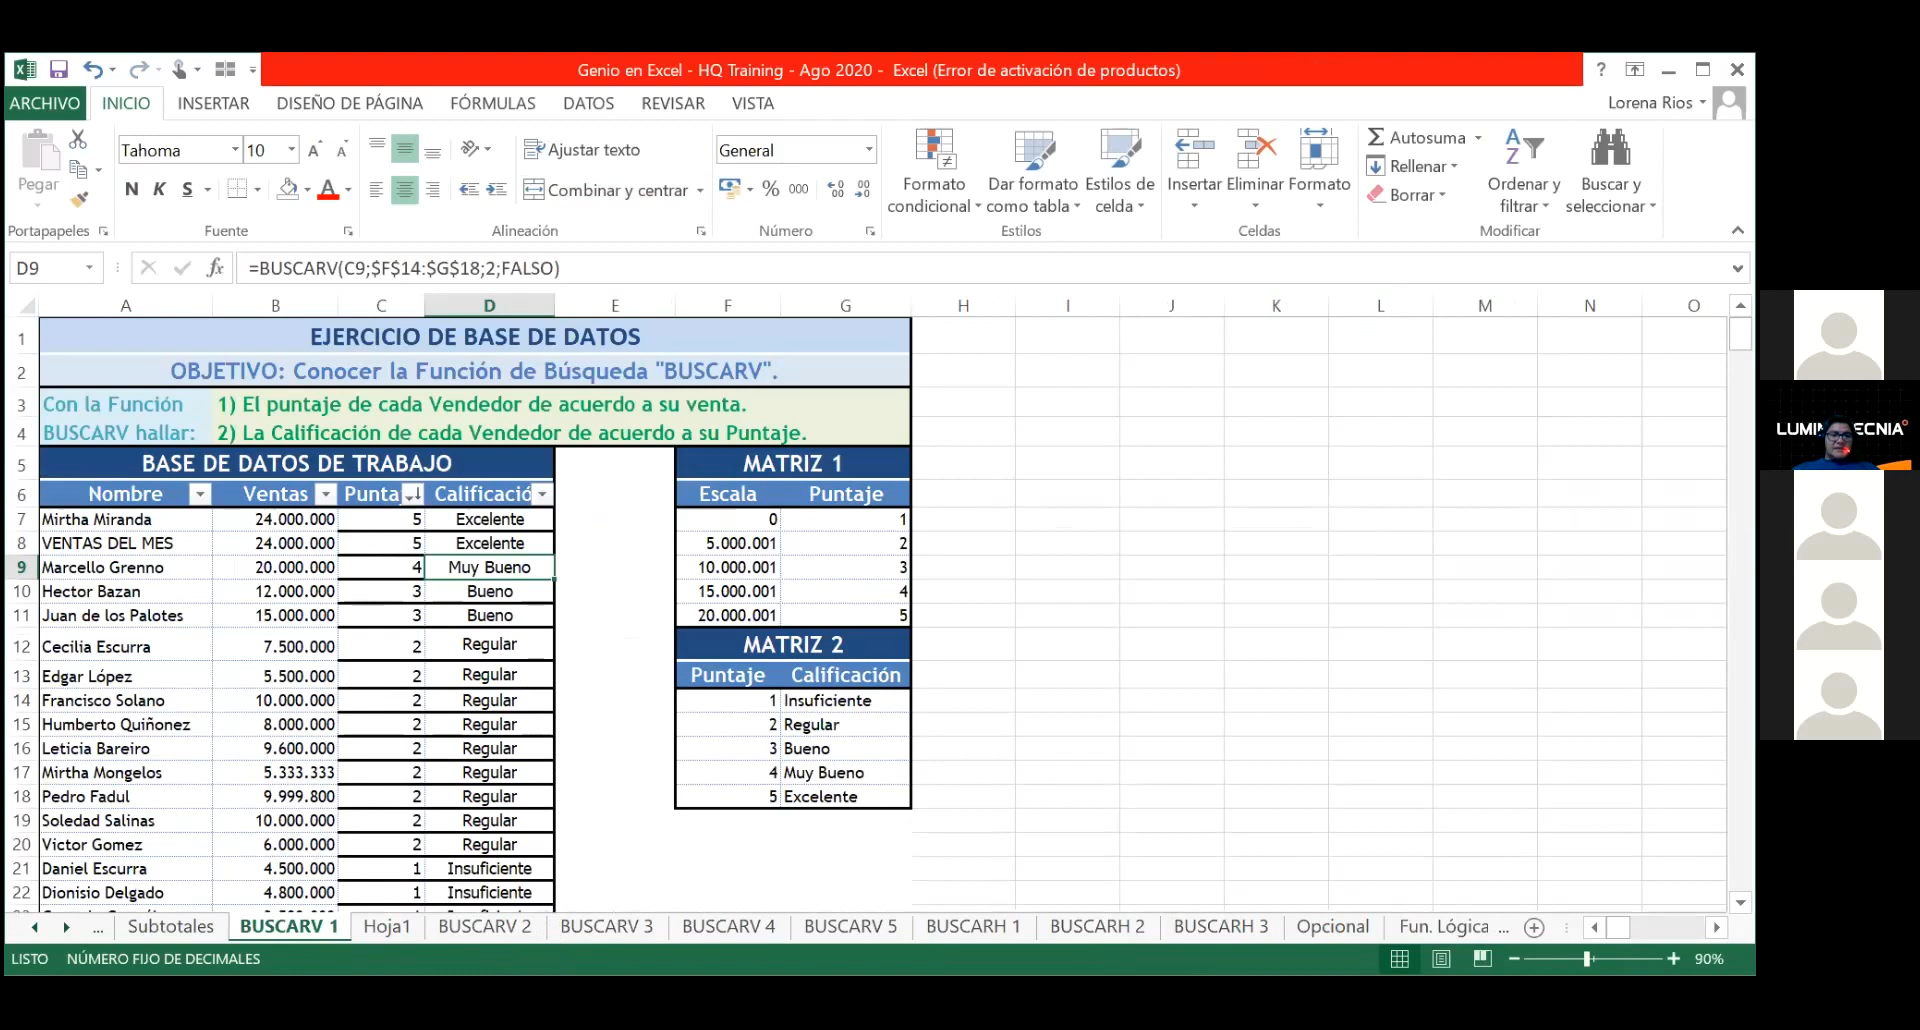 Genio en Excel - HQ Training - Ago 2020 -  Excel (Error de activación de productos)
?
ARCHIVO INICIO INSERTAR DISEÑO DE PÁGINA FÓRMULAS DATOS REVISAR VISTA Lorena Rios
Pegar
Portapapeles
Tahoma 10
N K S A
Fuente
Ajustar texto
Combinar y centrar
Alineación
General
% 000
Número
Formato condicional
Dar formato como tabla
Estilos de celda
Estilos
Insertar Eliminar Formato
Celdas
Autosuma
Rellenar
Borrar
Ordenar y filtrar
Buscar y seleccionar
Modificar
D9 fx =BUSCARV(C9;$F$14:$G$18;2;FALSO)
A B C D E F G H I J K L M N O
1 EJERCICIO DE BASE DE DATOS
2 OBJETIVO: Conocer la Función de Búsqueda "BUSCARV".
3 Con la Función 1) El puntaje de cada Vendedor de acuerdo a su venta.
4 BUSCARV hallar: 2) La Calificación de cada Vendedor de acuerdo a su Puntaje.
5 BASE DE DATOS DE TRABAJO MATRIZ 1
6 Nombre Ventas Punta Calificació Escala Puntaje
7 Mirtha Miranda 24.000.000 5 Excelente 0 1
8 VENTAS DEL MES 24.000.000 5 Excelente 5.000.001 2
9 Marcello Grenno 20.000.000 4 Muy Bueno 10.000.001 3
10 Hector Bazan 12.000.000 3 Bueno 15.000.001 4
11 Juan de los Palotes 15.000.000 3 Bueno 20.000.001 5
12 Cecilia Escurra 7.500.000 2 Regular MATRIZ 2
13 Edgar López 5.500.000 2 Regular Puntaje Calificación
14 Francisco Solano 10.000.000 2 Regular 1 Insuficiente
15 Humberto Quiñonez 8.000.000 2 Regular 2 Regular
16 Leticia Bareiro 9.600.000 2 Regular 3 Bueno
17 Mirtha Mongelos 5.333.333 2 Regular 4 Muy Bueno
18 Pedro Fadul 9.999.800 2 Regular 5 Excelente
19 Soledad Salinas 10.000.000 2 Regular
20 Victor Gomez 6.000.000 2 Regular
21 Daniel Escurra 4.500.000 1 Insuficiente
22 Dionisio Delgado 4.800.000 1 Insuficiente
... Subtotales BUSCARV 1 Hoja1 BUSCARV 2 BUSCARV 3 BUSCARV 4 BUSCARV 5 BUSCARH 1 BUSCARH 2 BUSCARH 3 Opcional Fun. Lógica ...
LISTO NÚMERO FIJO DE DECIMALES 90%